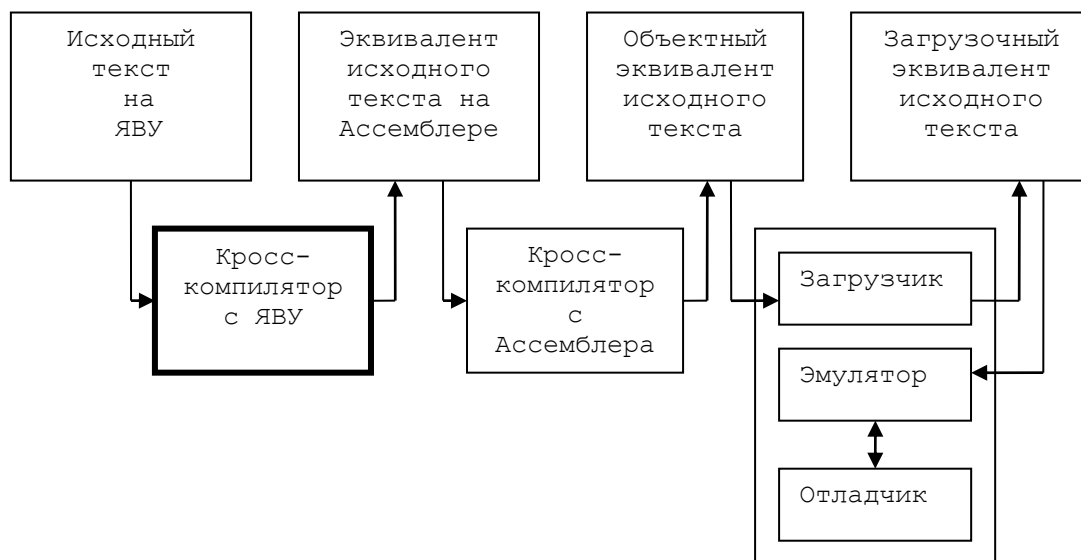 Исходный
текст
на
ЯВУ
Эквивалент
исходного
текста на
Ассемблере
Объектный
эквивалент
исходного
текста
Загрузочный
эквивалент
исходного
текста
Кросс-
компилятор
с ЯВУ
Кросс-
компилятор
с
Ассемблера
Загрузчик
Эмулятор
Отладчик